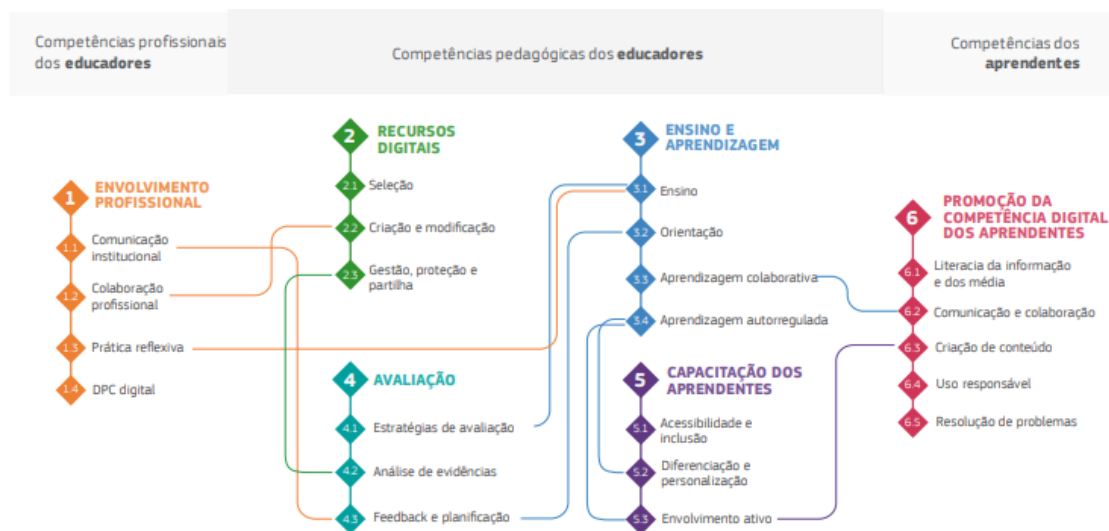 Competências profissionais
dos educadores
Competências pedagógicas dos educadores
Competências dos
aprendentes
1
ENVOLVIMENTO
PROFISSIONAL
1.1
Comunicação
institucional
1.2
Colaboração
profissional
1.3
Prática reflexiva
1.4
DPC digital
2
RECURSOS
DIGITAIS
2.1
Seleção
2.2
Criação e modificação
2.3
Gestão, proteção e
partilha
4
AVALIAÇÃO
4.1
Estratégias de avaliação
4.2
Análise de evidências
4.3
Feedback e planificação
3
ENSINO E
APRENDIZAGEM
3.1
Ensino
3.2
Orientação
3.3
Aprendizagem colaborativa
3.4
Aprendizagem autorregulada
5
CAPACITAÇÃO DOS
APRENDENTES
5.1
Acessibilidade e
inclusão
5.2
Diferenciação e
personalização
5.3
Envolvimento ativo
6
PROMOÇÃO DA
COMPETÊNCIA DIGITAL
DOS APRENDENTES
6.1
Literacia da informação
e dos média
6.2
Comunicação e colaboração
6.3
Criação de conteúdo
6.4
Uso responsável
6.5
Resolução de problemas